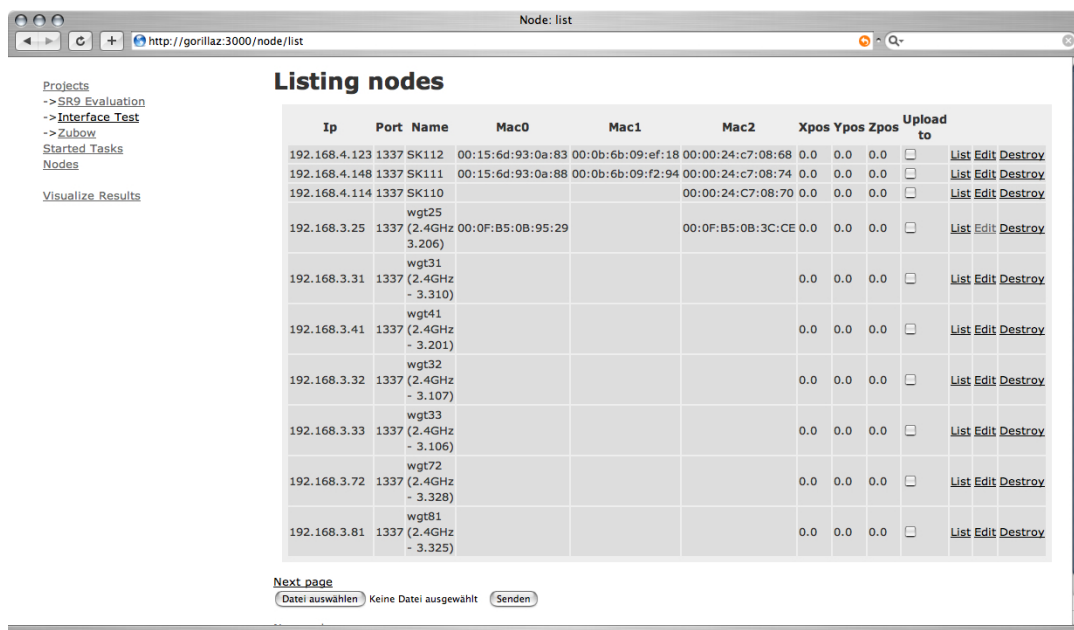 Node: list
http://gorillaz:3000/node/list
Q
Projects
->SR9 Evaluation
->Interface Test
->Zubow
Started Tasks
Nodes
Visualize Results
Listing nodes
Ip Port Name Mac0 Mac1 Mac2 Xpos Ypos Zpos Upload
to
192.168.4.123 1337 SK112 00:15:6d:93:0a:83 00:0b:6b:09:ef:18 00:00:24:c7:08:68 0.0 0.0 0.0 List Edit Destroy
192.168.4.148 1337 SK111 00:15:6d:93:0a:88 00:0b:6b:09:f2:94 00:00:24:c7:08:74 0.0 0.0 0.0 List Edit Destroy
192.168.4.114 1337 SK110 00:00:24:C7:08:70 0.0 0.0 0.0 List Edit Destroy
wgt25
192.168.3.25 1337 (2.4GHz 00:0F:B5:0B:95:29 00:0F:B5:0B:3C:CE 0.0 0.0 0.0 List Edit Destroy
3.206)
wgt31
192.168.3.31 1337 (2.4GHz 0.0 0.0 0.0 List Edit Destroy
- 3.310)
wgt41
192.168.3.41 1337 (2.4GHz 0.0 0.0 0.0 List Edit Destroy
- 3.201)
wgt32
192.168.3.32 1337 (2.4GHz 0.0 0.0 0.0 List Edit Destroy
- 3.107)
wgt33
192.168.3.33 1337 (2.4GHz 0.0 0.0 0.0 List Edit Destroy
- 3.106)
wgt72
192.168.3.72 1337 (2.4GHz 0.0 0.0 0.0 List Edit Destroy
- 3.328)
wgt81
192.168.3.81 1337 (2.4GHz 0.0 0.0 0.0 List Edit Destroy
- 3.325)
Next page
Datei auswählen Keine Datei ausgewählt Senden